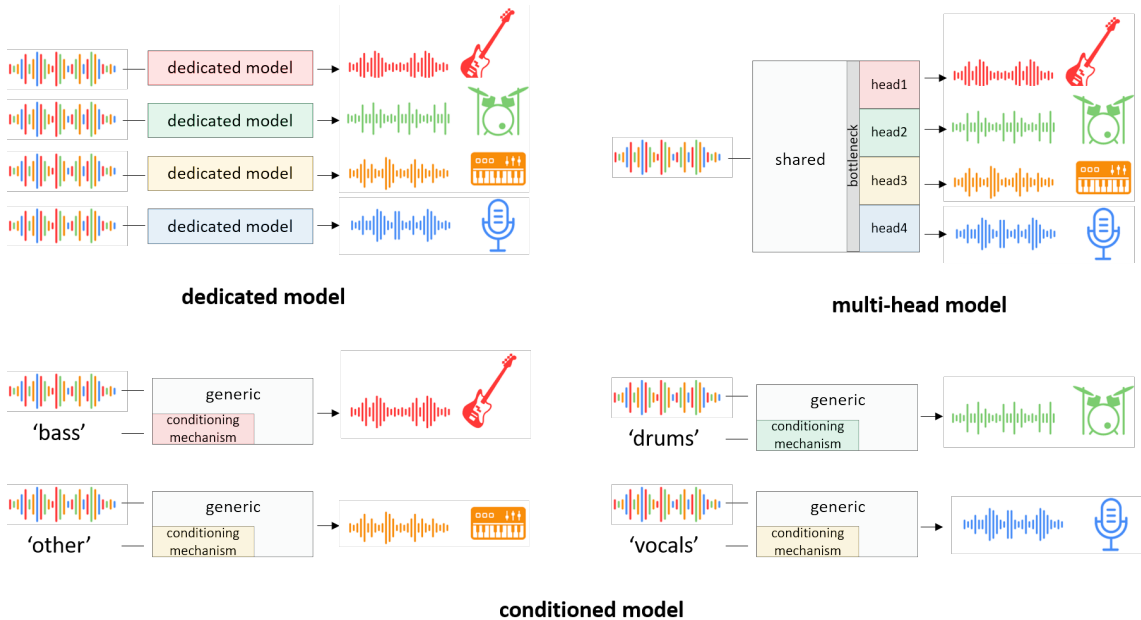 dedicated model
dedicated model
dedicated model
dedicated model
dedicated model
shared
bottleneck
head1
head2
head3
head4
multi-head model
generic
conditioning
mechanism
‘bass’
generic
conditioning
mechanism
‘drums’
generic
conditioning
mechanism
‘other’
generic
conditioning
mechanism
‘vocals’
conditioned model